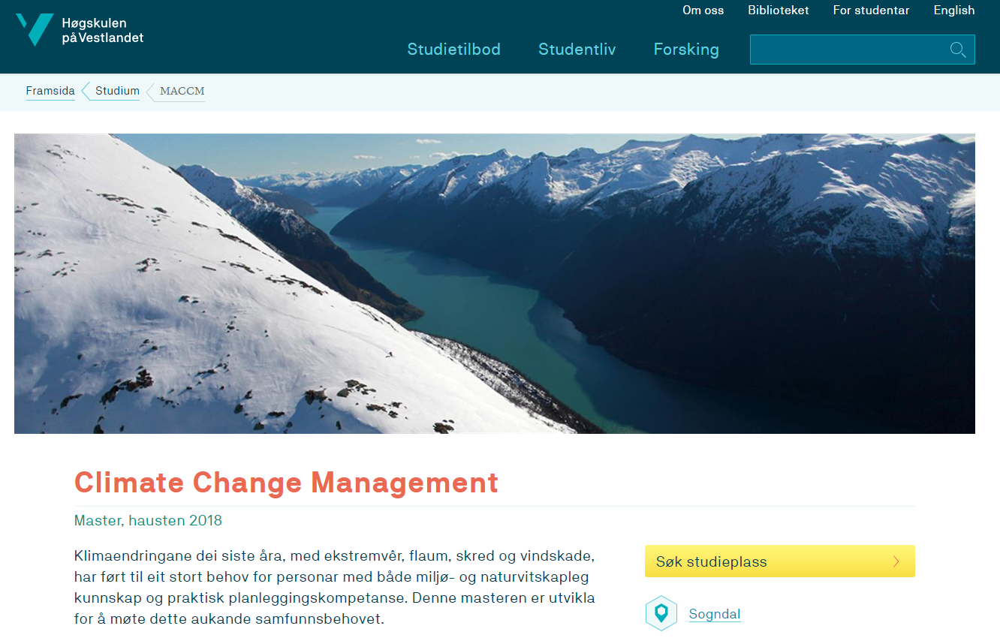 Høgskulen
på Vestlandet
Om oss
Biblioteket
For studentar
English
Studietilbod
Studentliv
Forsking
Framsida
Studium
MACCM
Climate Change Management
Master, hausten 2018
Klimaendringane dei siste åra, med ekstremvêr, flaum, skred og vindskade,
har ført til eit stort behov for personar med både miljø- og naturvitskapleg
kunnskap og praktisk planleggingskompetanse. Denne masteren er utvikla
for å møte dette aukande samfunnsbehovet.
Søk studieplass
Sogndal